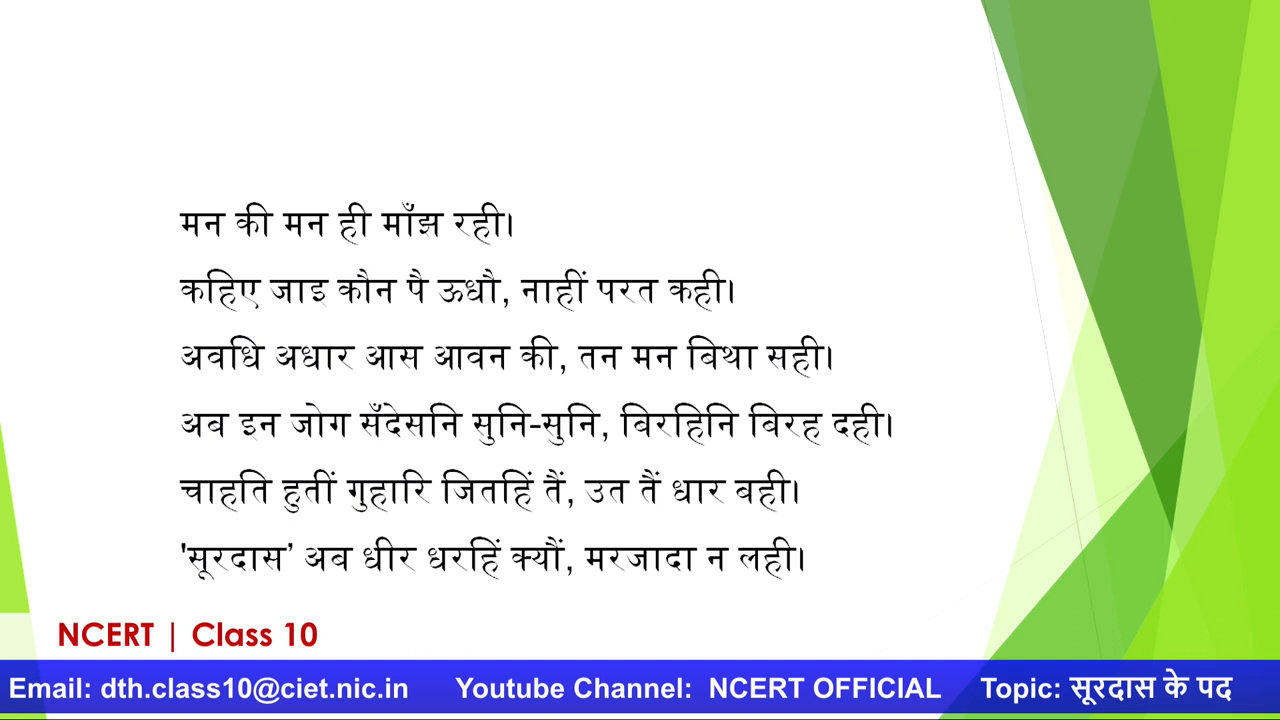 मन की मन ही माँझ रही।
कहिए जाइ कौन पै ऊधौ, नाहीं परत कही।
अवधि अधार आस आवन की, तन मन बिथा सही।
अब इन जोग सँदेसनि सुनि-सुनि, बिरहिनि बिरह दही।
चाहति हुतीं गुहारि जितहिं तैं, उत तैं धार बही।
'सूरदास’ अब धीर धरहिं क्यौं, मरजादा न लही।
NCERT | Class 10
Email: dth.class10@ciet.nic.in Youtube Channel: NCERT OFFICIAL Topic: सूरदास के पद